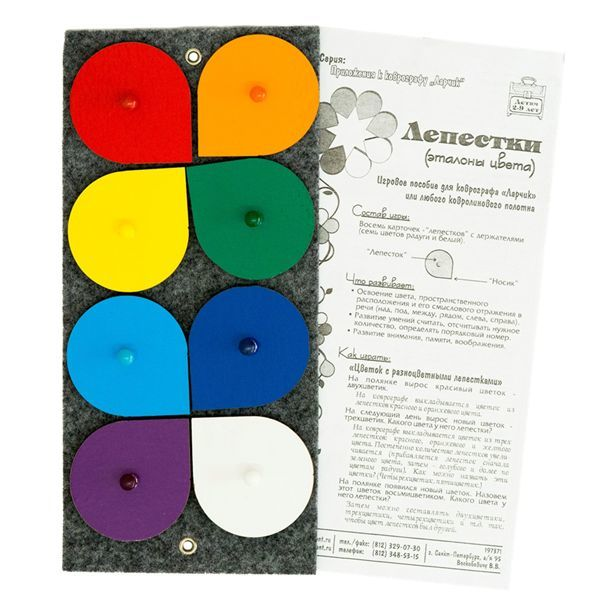 Серия:
Приложения к коврографу „Ларчик“
Детям
2-9 лет
Лепестки
(эталоны цвета)
Игровое пособие для коврографа «Ларчик»
или любого ковролинового полотна
Состав игры:
Восемь карточек -"лепестков" с держателями
(семь цветов радуги и белый).
"Лепесток"
"Носик"
Что развивает:
• Освоение цвета, пространственного
расположения и его смыслового отражения в
речи (над, под, между, рядом, слева, справа).
• Развитие умений считать, отсчитывать нужное
количество, определять порядковый номер.
• Развитие внимания, памяти, воображения.
Как играть:
«Цветок с разноцветными лепестками»
На полянке вырос красивый цветок -
двухцветик.
На коврографе выкладывается цветок из
лепестков красного и оранжевого цвета.
На следующий день вырос новый цветок -
трехцветик. Какого цвета у него лепестки?
На коврографе выкладывается цветок из трех
лепестков: красного, оранжевого и желтого
цвета. Постепенно количество лепестков увели
чивается (прибавляется лепесток сначала
зеленого цвета, затем - голубого и далее по
цветам радуги). Как можно назвать эти
цветки? (Четырехцветик, пятицветик.)
На полянке появился новый цветок. Назовем
этот цветок восьмицветиком. Какого цвета у
него лепестки?
Затем можно составлять двухцветики,
трехцветики, четырехцветики и т.д. так,
чтобы цвет лепестков был другой.
nt.ru
тел./факс: (812) 329-07-30
телефон: (812) 348-53-15
197871
г. Санкт-Петербург, а/я 95
Воскобович В.В.